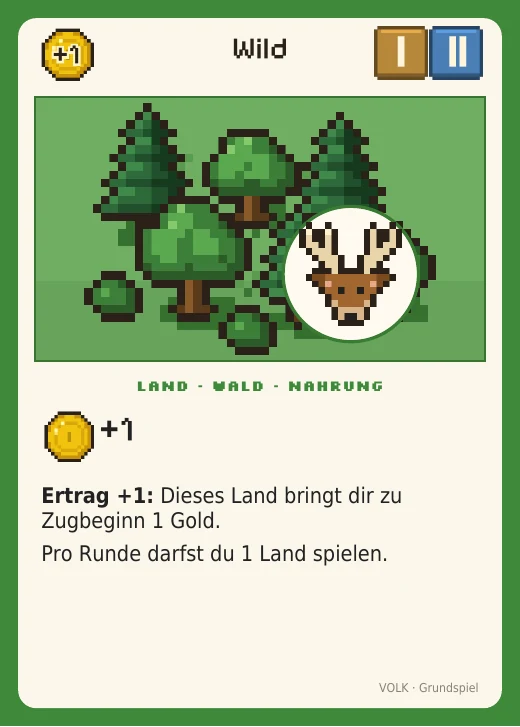 +1
Wild
I
II
LAND - WALD - NAHRUNG
+1
Ertrag +1: Dieses Land bringt dir zu
Zugbeginn 1 Gold.
Pro Runde darfst du 1 Land spielen.
VOLK · Grundspiel